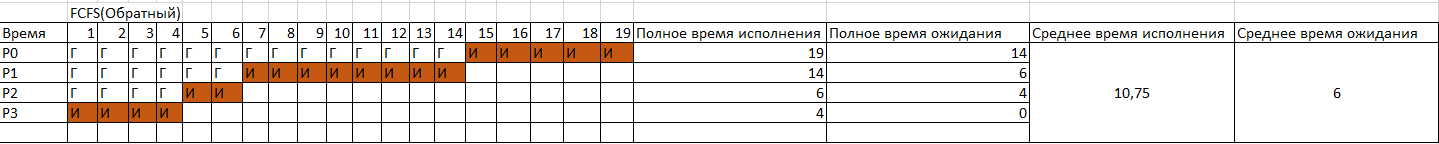 FCFS(Обратный)
Время 1 2 3 4 5 6 7 8 9 10 11 12 13 14 15 16 17 18 19 Полное время исполнения Полное время ожидания Среднее время исполнения Среднее время ожидания
P0 Г Г Г Г Г Г Г Г Г Г Г Г Г Г И И И И И 19 14
P1 Г Г Г Г Г Г И И И И И И И И 14 6
P2 Г Г Г Г И И 6 4 10,75 6
P3 И И И И 4 0